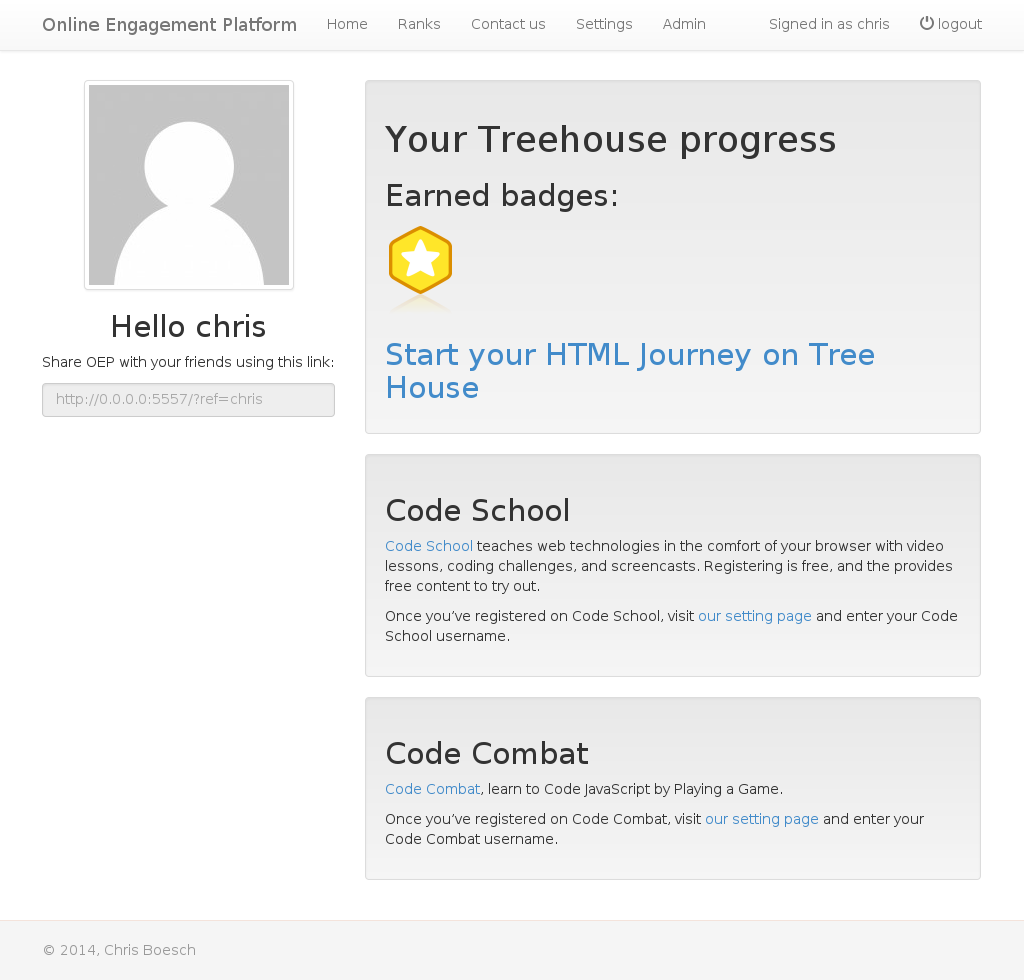 Online Engagement Platform Home Ranks Contact us Settings Admin Signed in as chris logout
Hello chris
Share OEP with your friends using this link:
http://0.0.0.0:5557/?ref=chris
Your Treehouse progress
Earned badges:
Start your HTML Journey on Tree
House
Code School
Code School teaches web technologies in the comfort of your browser with video
lessons, coding challenges, and screencasts. Registering is free, and the provides
free content to try out.
Once you've registered on Code School, visit our setting page and enter your Code
School username.
Code Combat
Code Combat, learn to Code JavaScript by Playing a Game.
Once you've registered on Code Combat, visit our setting page and enter your
Code Combat username.
© 2014, Chris Boesch